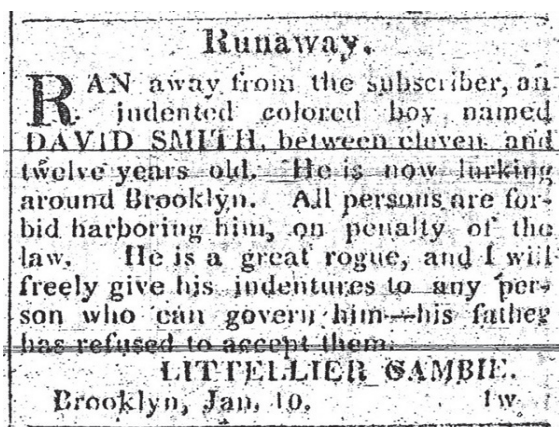 Runaway.
RAN away from the subscriber, an
indented colored boy named
DAVID SMITH, between eleven and
twelve years old. He is now lurking
around Brooklyn. All persons are for-
bid harboring him, on penalty of the
law. He is a great rogue, and I will
freely give his indentures to any per-
son who can govern him—his father
has refused to accept them.
LITTELLIER GAMBIE.
Brooklyn, Jan. 10. 1w